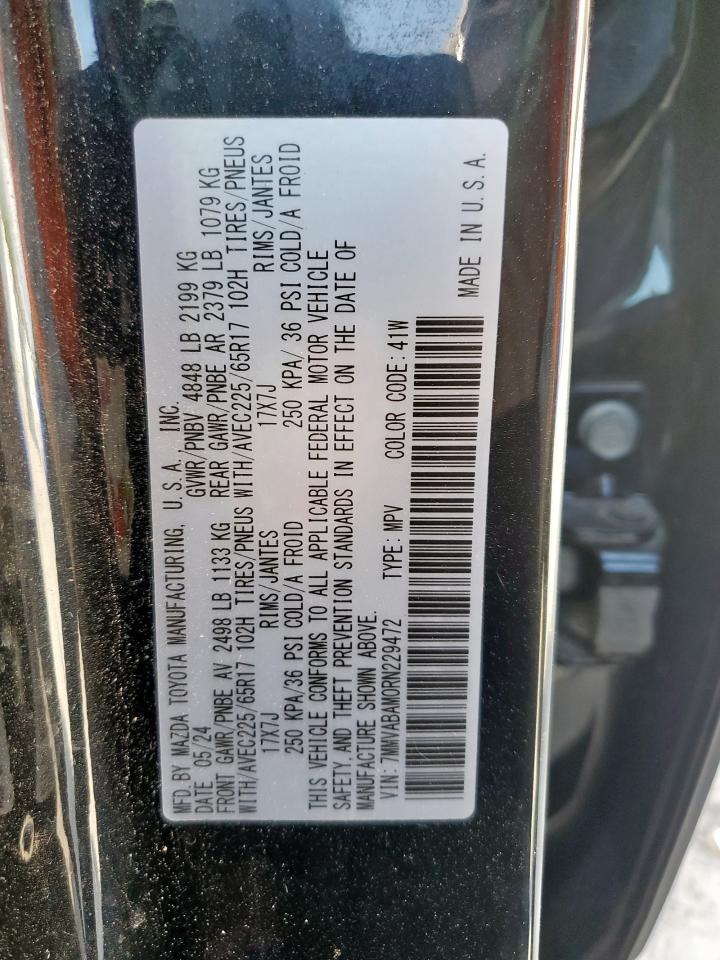 MFD. BY MAZDA TOYOTA MANUFACTURING, U.S.A., INC.
DATE 05/24 GVWR/PNBV 4848 LB 2199 KG
FRONT GAWR/PNBE AV 2498 LB 1133 KG REAR GAWR/PNBE AR 2379 LB 1079 KG
WITH/AVEC225/65R17 102H TIRES/PNEUS WITH/AVEC225/65R17 102H TIRES/PNEUS
17X7J RIMS/JANTES 17X7J RIMS/JANTES
250 KPA/36 PSI COLD/A FROID 250 KPA/ 36 PSI COLD/A FROID
THIS VEHICLE CONFORMS TO ALL APPLICABLE FEDERAL MOTOR VEHICLE
SAFETY AND THEFT PREVENTION STANDARDS IN EFFECT ON THE DATE OF
MANUFACTURE SHOWN ABOVE.
VIN: 7MMVABAM0RN229472 TYPE: MPV COLOR CODE: 41W
MADE IN U.S.A.